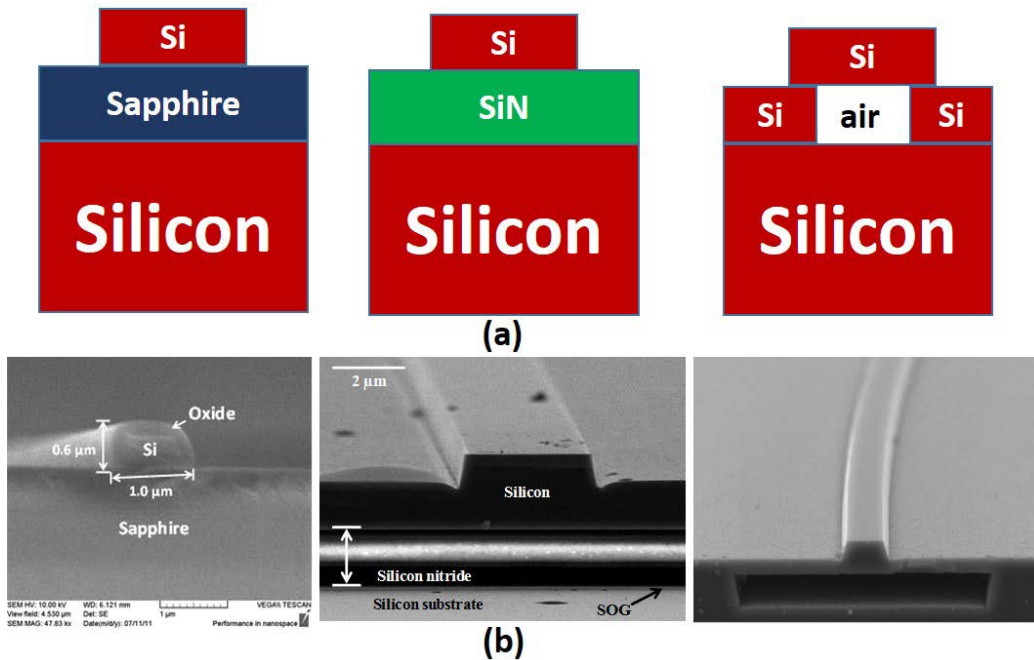 Si
Sapphire
Silicon
Si
SiN
Silicon
Si
Si
air
Si
Silicon
(a)
Oxide
0.6 µm
Si
1.0 µm
Sapphire
SEM HV: 10.00 kV
WD: 6.121 mm
VEGA\\ TESCAN
View field: 4.530 µm
Det: SE
1 µm
SEM MAG: 47.83 kx
Date(m/d/y): 07/11/11
Performance in nanospace
2 µm
Silicon
Silicon nitride
Silicon substrate
SOG
(b)